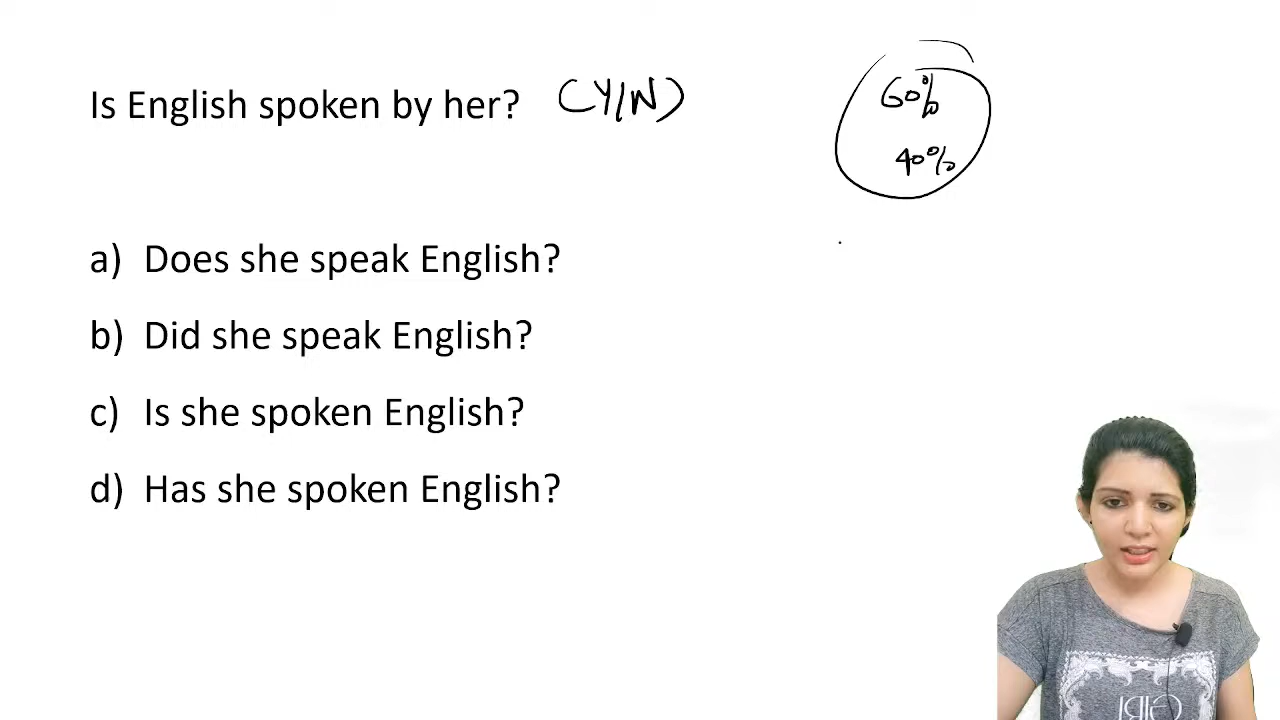 Is English spoken by her? (Y/N)
60%
40%
a) Does she speak English?
b) Did she speak English?
c) Is she spoken English?
d) Has she spoken English?